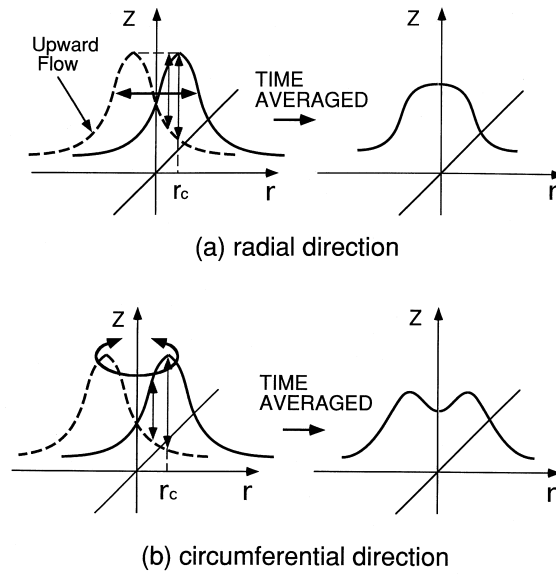 Z
Z
Upward
Flow
TIME
AVERAGED
rc
r
r
(a) radial direction
Z
Z
TIME
AVERAGED
rc
r
r
(b) circumferential direction